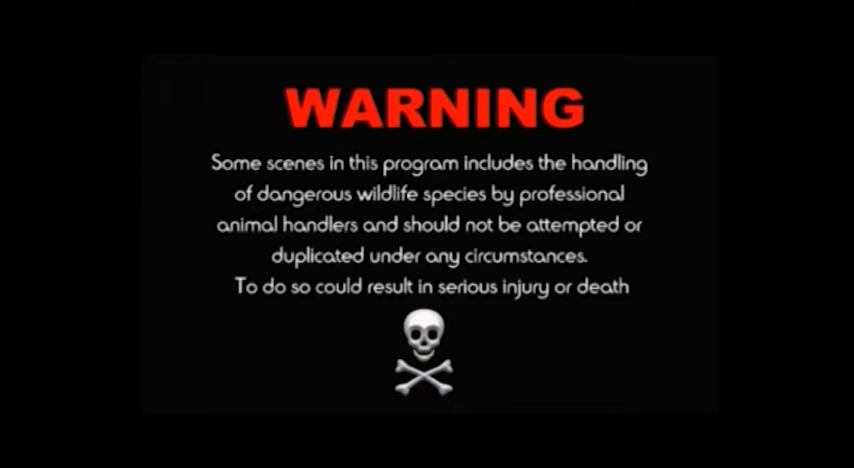 WARNING
Some scenes in this program includes the handling
of dangerous wildlife species by professional
animal handlers and should not be attempted or
duplicated under any circumstances.
To do so could result in serious injury or death